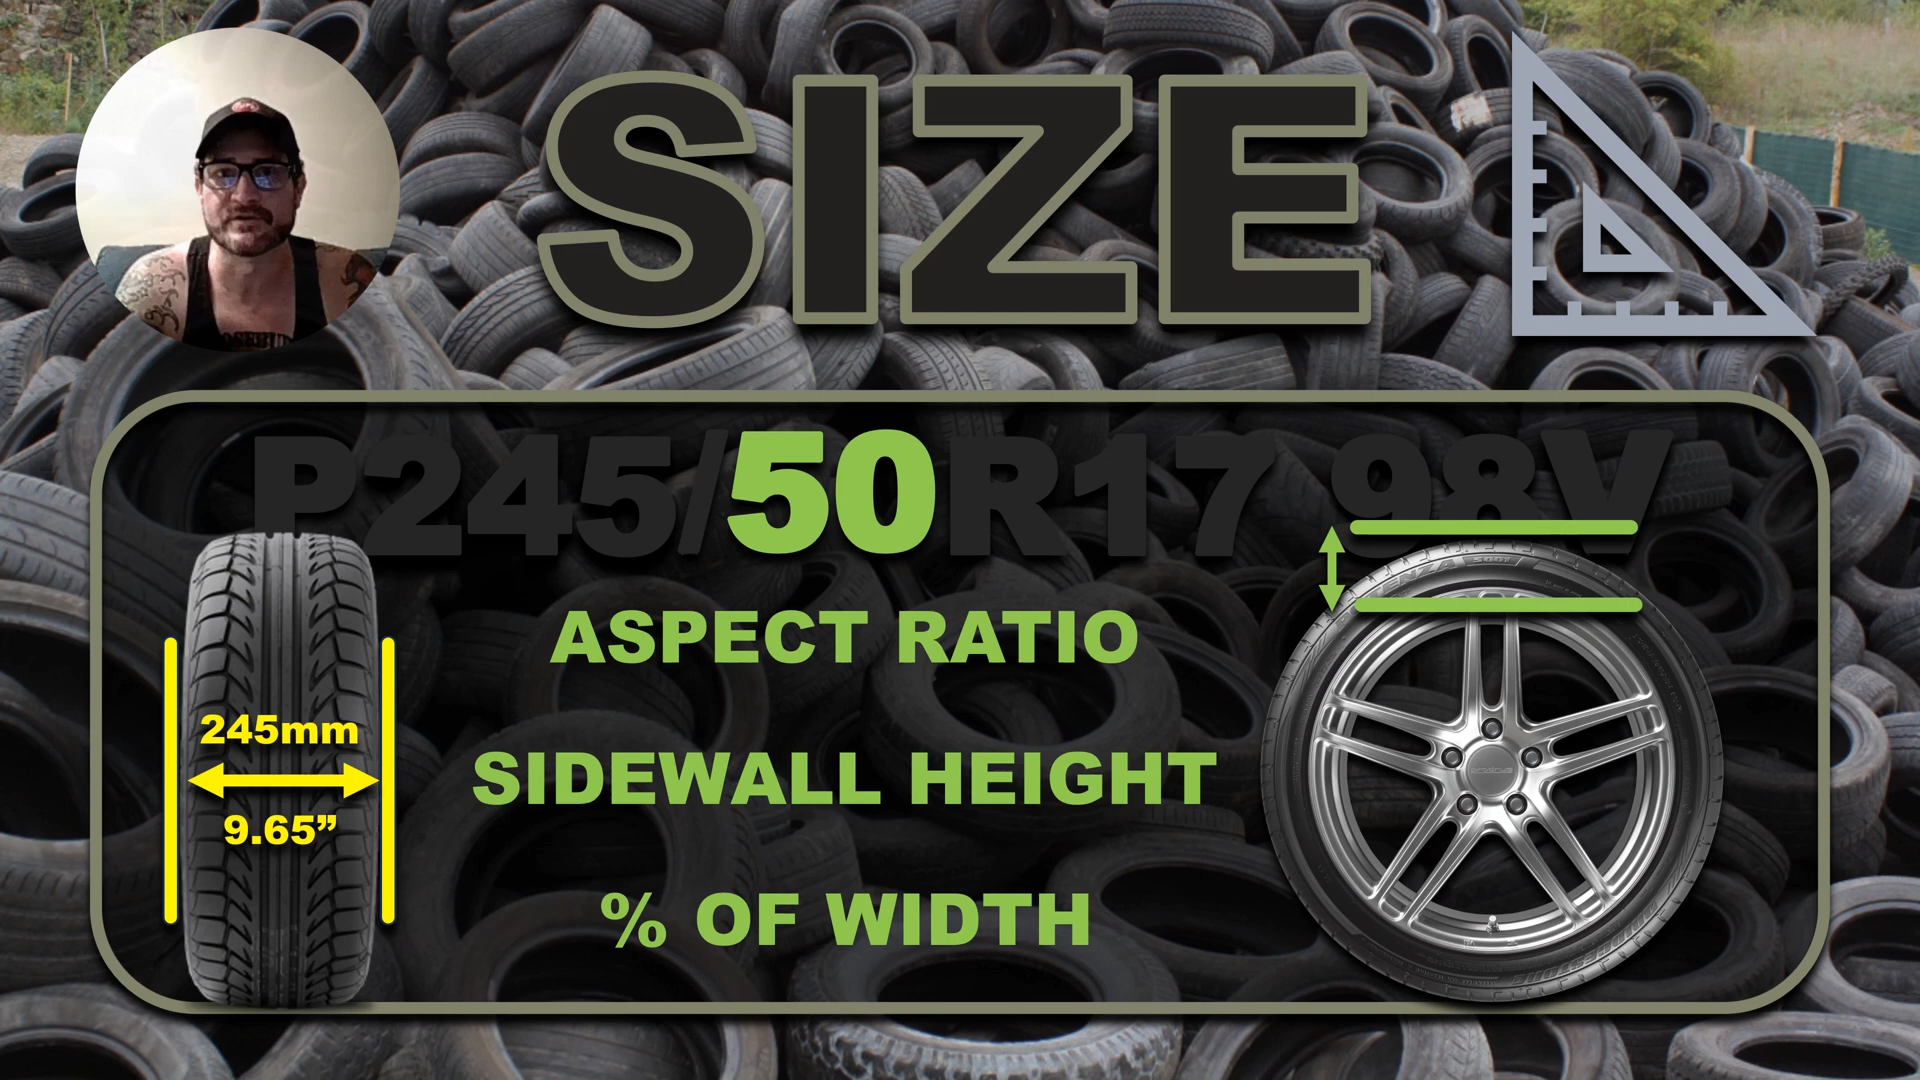 SIZE
P245/50R17 98V
ASPECT RATIO
245mm
9.65”
SIDEWALL HEIGHT
% OF WIDTH